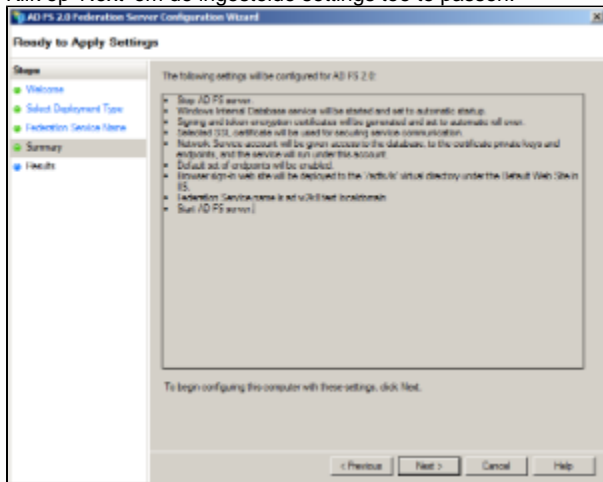 Klik op 'Next' om de ingestelde settings toe te passen.
AD FS 2.0 Federation Server Configuration Wizard
Ready to Apply Settings
Steps
Welcome
Select Deployment Type
Federation Service Name
Summary
Results
The following settings will be configured for AD FS 2.0:
Stop AD FS server.
Windows Internal Database service will be started and set to automatic startup.
Signing and token encryption certificates will be generated and set to automatic roll over.
Selected SSL certificate will be used for securing service communication.
Network Service account will be given access to the database, to the certificate private keys and
endpoints, and the service will run under this account.
Default set of endpoints will be enabled.
Browser sign-in web site will be deployed to the '/adfs/ls' virtual directory under the Default Web Site in
IIS.
Federation Service name is
Start AD FS server.
To begin configuring this computer with these settings, click Next.
< Previous
Next >
Cancel
Help